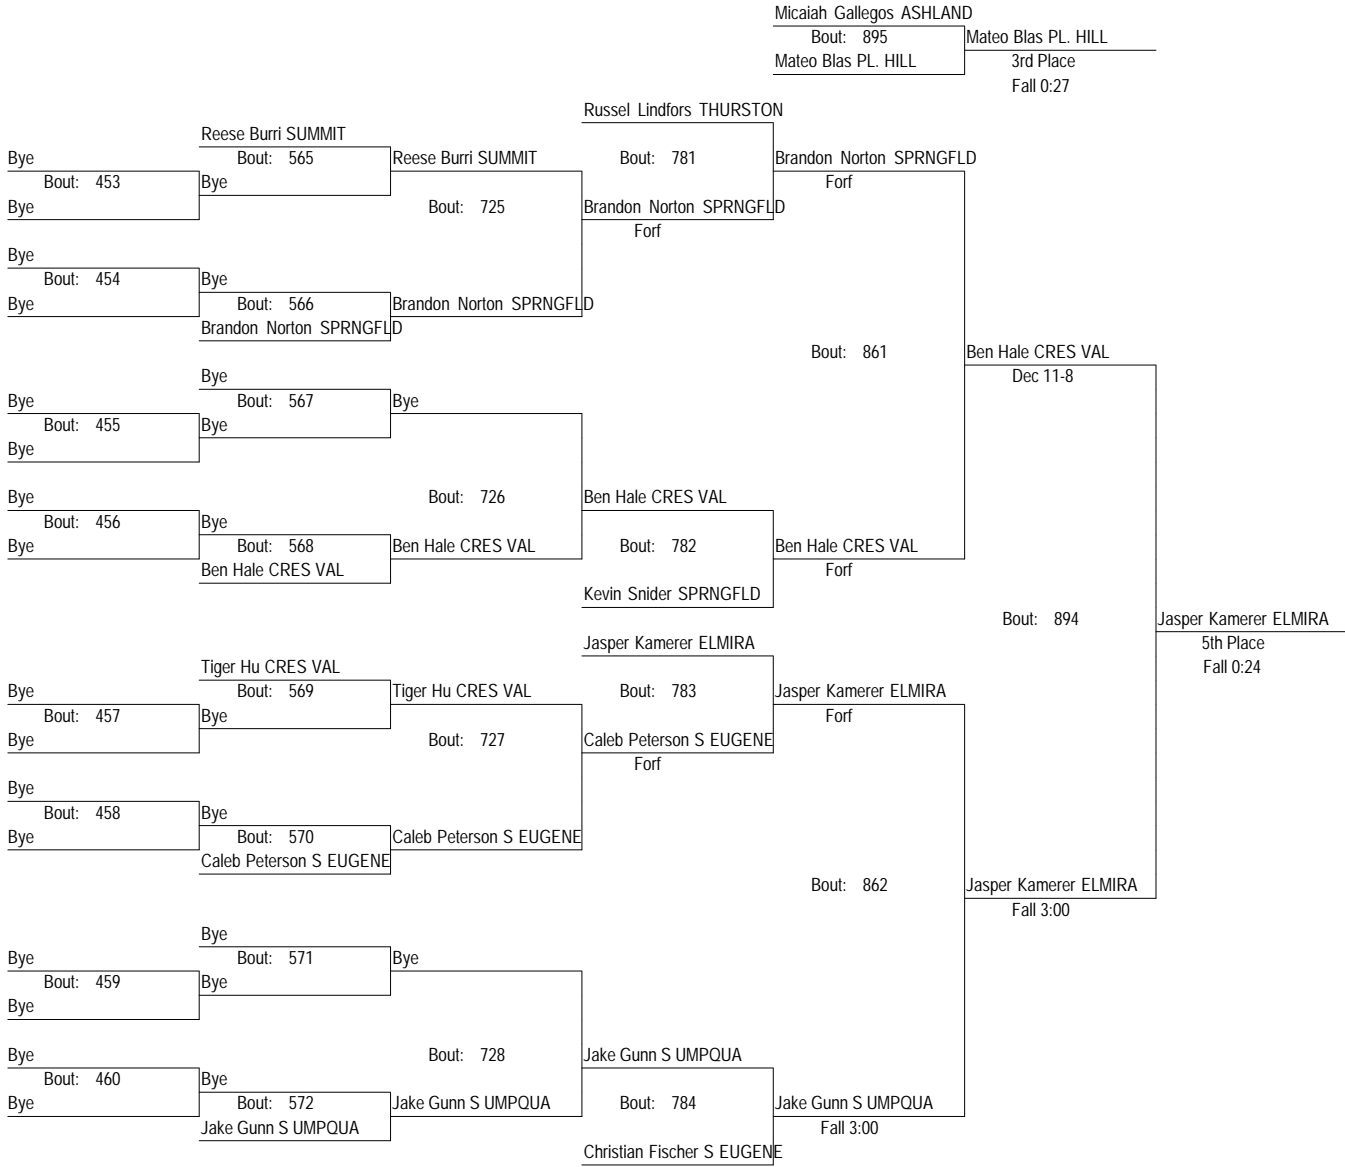 Micaiah Gallegos ASHLAND
Bout: 895
Mateo Blas PL. HILL
Mateo Blas PL. HILL
3rd Place
Fall 0:27
Russel Lindfors THURSTON
Reese Burri SUMMIT
Bye
Bout: 565
Reese Burri SUMMIT
Bout: 781
Brandon Norton SPRNGFLD
Bout: 453
Bye
Forf
Bye
Bout: 725
Brandon Norton SPRNGFLD
Forf
Bye
Bout: 454
Bye
Bye
Bout: 566
Brandon Norton SPRNGFLD
Brandon Norton SPRNGFLD
Bout: 861
Ben Hale CRES VAL
Dec 11-8
Bye
Bye
Bout: 567
Bye
Bout: 455
Bye
Bye
Bye
Bout: 726
Ben Hale CRES VAL
Bout: 456
Bye
Bye
Bout: 568
Ben Hale CRES VAL
Bout: 782
Ben Hale CRES VAL
Ben Hale CRES VAL
Forf
Kevin Snider SPRNGFLD
Bout: 894
Jasper Kamerer ELMIRA
5th Place
Fall 0:24
Jasper Kamerer ELMIRA
Tiger Hu CRES VAL
Bye
Bout: 569
Tiger Hu CRES VAL
Bout: 783
Jasper Kamerer ELMIRA
Bout: 457
Bye
Forf
Bye
Bout: 727
Caleb Peterson S EUGENE
Forf
Bye
Bout: 458
Bye
Bye
Bout: 570
Caleb Peterson S EUGENE
Caleb Peterson S EUGENE
Bout: 862
Jasper Kamerer ELMIRA
Fall 3:00
Bye
Bye
Bout: 571
Bye
Bout: 459
Bye
Bye
Bye
Bout: 728
Jake Gunn S UMPQUA
Bout: 460
Bye
Bye
Bout: 572
Jake Gunn S UMPQUA
Bout: 784
Jake Gunn S UMPQUA
Jake Gunn S UMPQUA
Fall 3:00
Christian Fischer S EUGENE